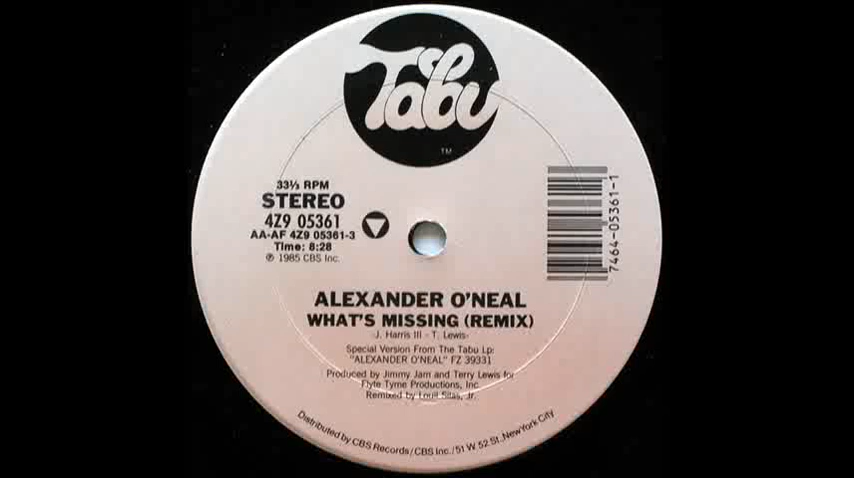 Tabu
TM
33⅓ RPM
STEREO
4Z9 05361
AA-AF 4Z9 05361-3
Time: 8:28
℗ 1985 CBS Inc.
7464-05361-1
ALEXANDER O'NEAL
WHAT'S MISSING (REMIX)
-J. Harris III - T. Lewis-
Special Version From The Tabu Lp:
"ALEXANDER O'NEAL" FZ 39331
Produced by Jimmy Jam and Terry Lewis for
Flyte Tyme Productions, Inc.
Remixed by Louil Silas, Jr.
Distributed by CBS Records/CBS Inc./51 W. 52 St., New York City